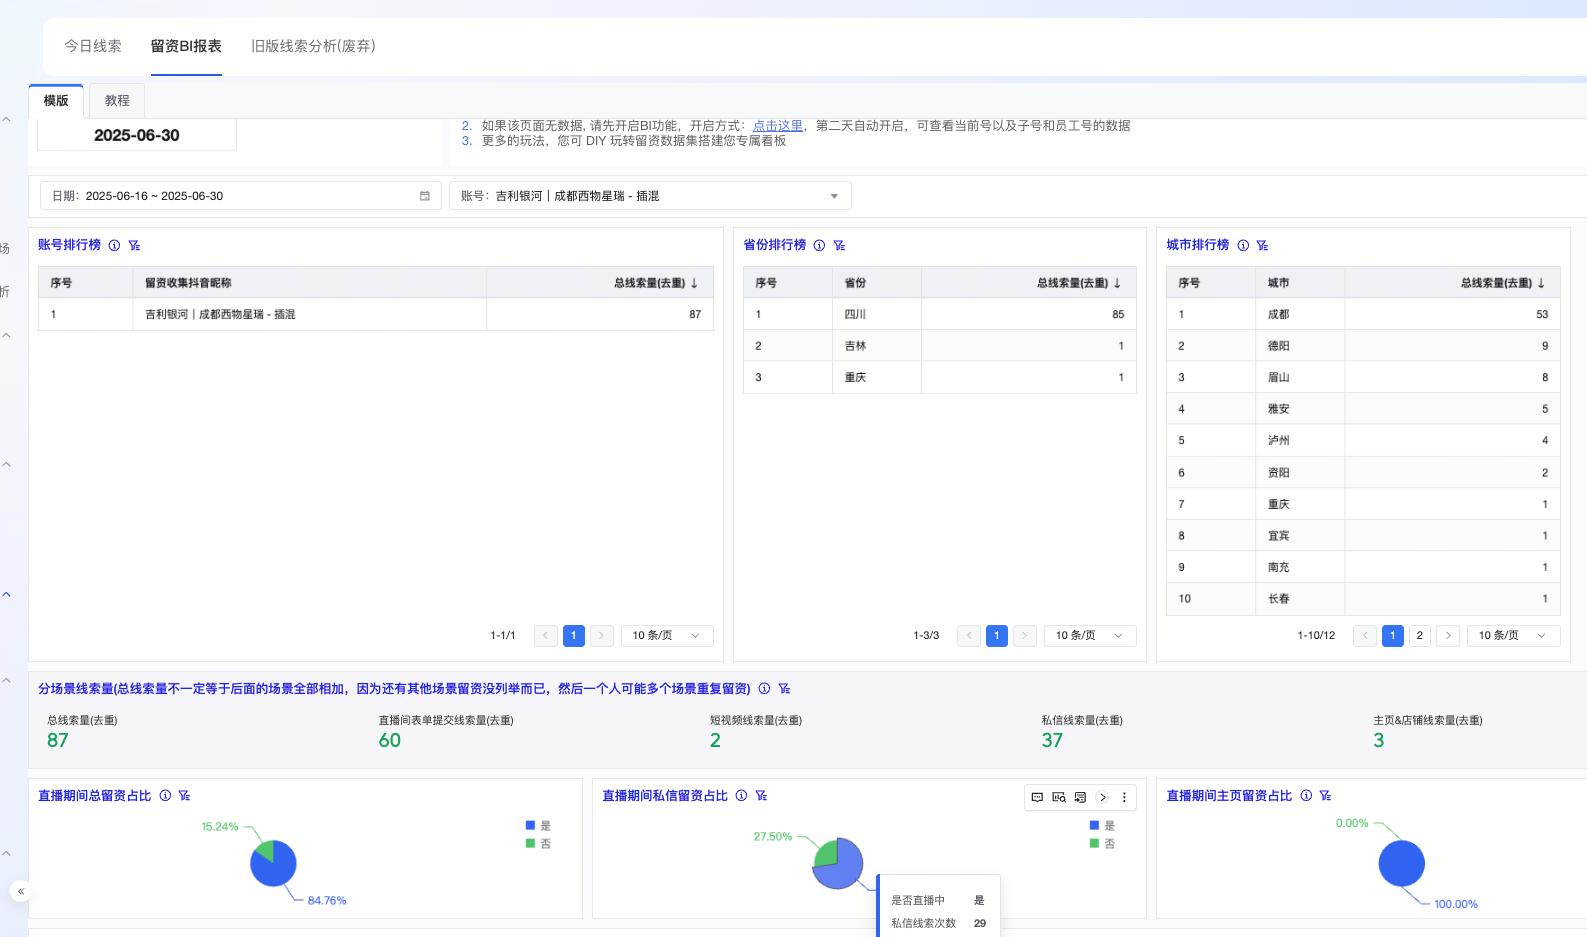 今日线索
留资BI报表
旧版线索分析(废弃)
模版
教程
2025-06-30
2. 如果该页面无数据, 请先开启BI功能，开启方式：点击这里，第二天自动开启，可查看当前号以及子号和员工号的数据
3. 更多的玩法，您可 DIY 玩转留资数据集搭建您专属看板
日期：2025-06-16 ~ 2025-06-30
账号：吉利银河｜成都西物星瑞 - 插混
场
折
账号排行榜
序号 留资收集抖音昵称 总线索量(去重) ↓
1 吉利银河｜成都西物星瑞 - 插混 87
1-1/1 1 10 条/页
省份排行榜
序号 省份 总线索量(去重) ↓
1 四川 85
2 吉林 1
3 重庆 1
1-3/3 1 10 条/页
城市排行榜
序号 城市 总线索量(去重) ↓
1 成都 53
2 德阳 9
3 眉山 8
4 雅安 5
5 泸州 4
6 资阳 2
7 重庆 1
8 宜宾 1
9 南充 1
10 长春 1
1-10/12 1 2 10 条/页
分场景线索量(总线索量不一定等于后面的场景全部相加，因为还有其他场景留资没列举而已，然后一个人可能多个场景重复留资)
总线索量(去重)
87
直播间表单提交线索量(去重)
60
短视频线索量(去重)
2
私信线索量(去重)
37
主页&店铺线索量(去重)
3
直播期间总留资占比
15.24%
84.76%
是
否
直播期间私信留资占比
27.50%
是
否
是否直播中 是
私信线索次数 29
直播期间主页留资占比
0.00%
100.00%